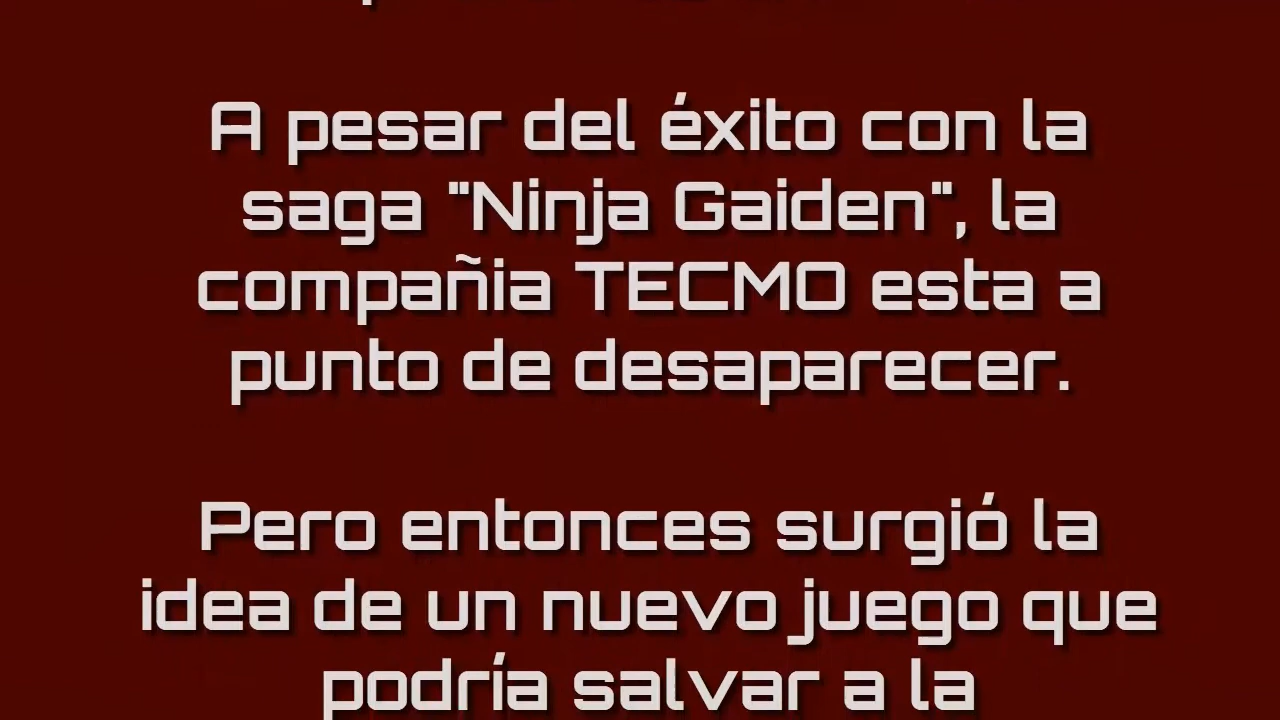 A pesar del éxito con la
saga "Ninja Gaiden", la
compañia TECMO esta a
punto de desaparecer.
Pero entonces surgió la
idea de un nuevo juego que
podría salvar a la